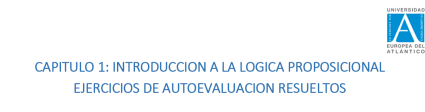 UNIVERSIDAD
EUROPEA DEL
ATLÁNTICO
CAPITULO 1: INTRODUCCION A LA LOGICA PROPOSICIONAL
EJERCICIOS DE AUTOEVALUACION RESUELTOS